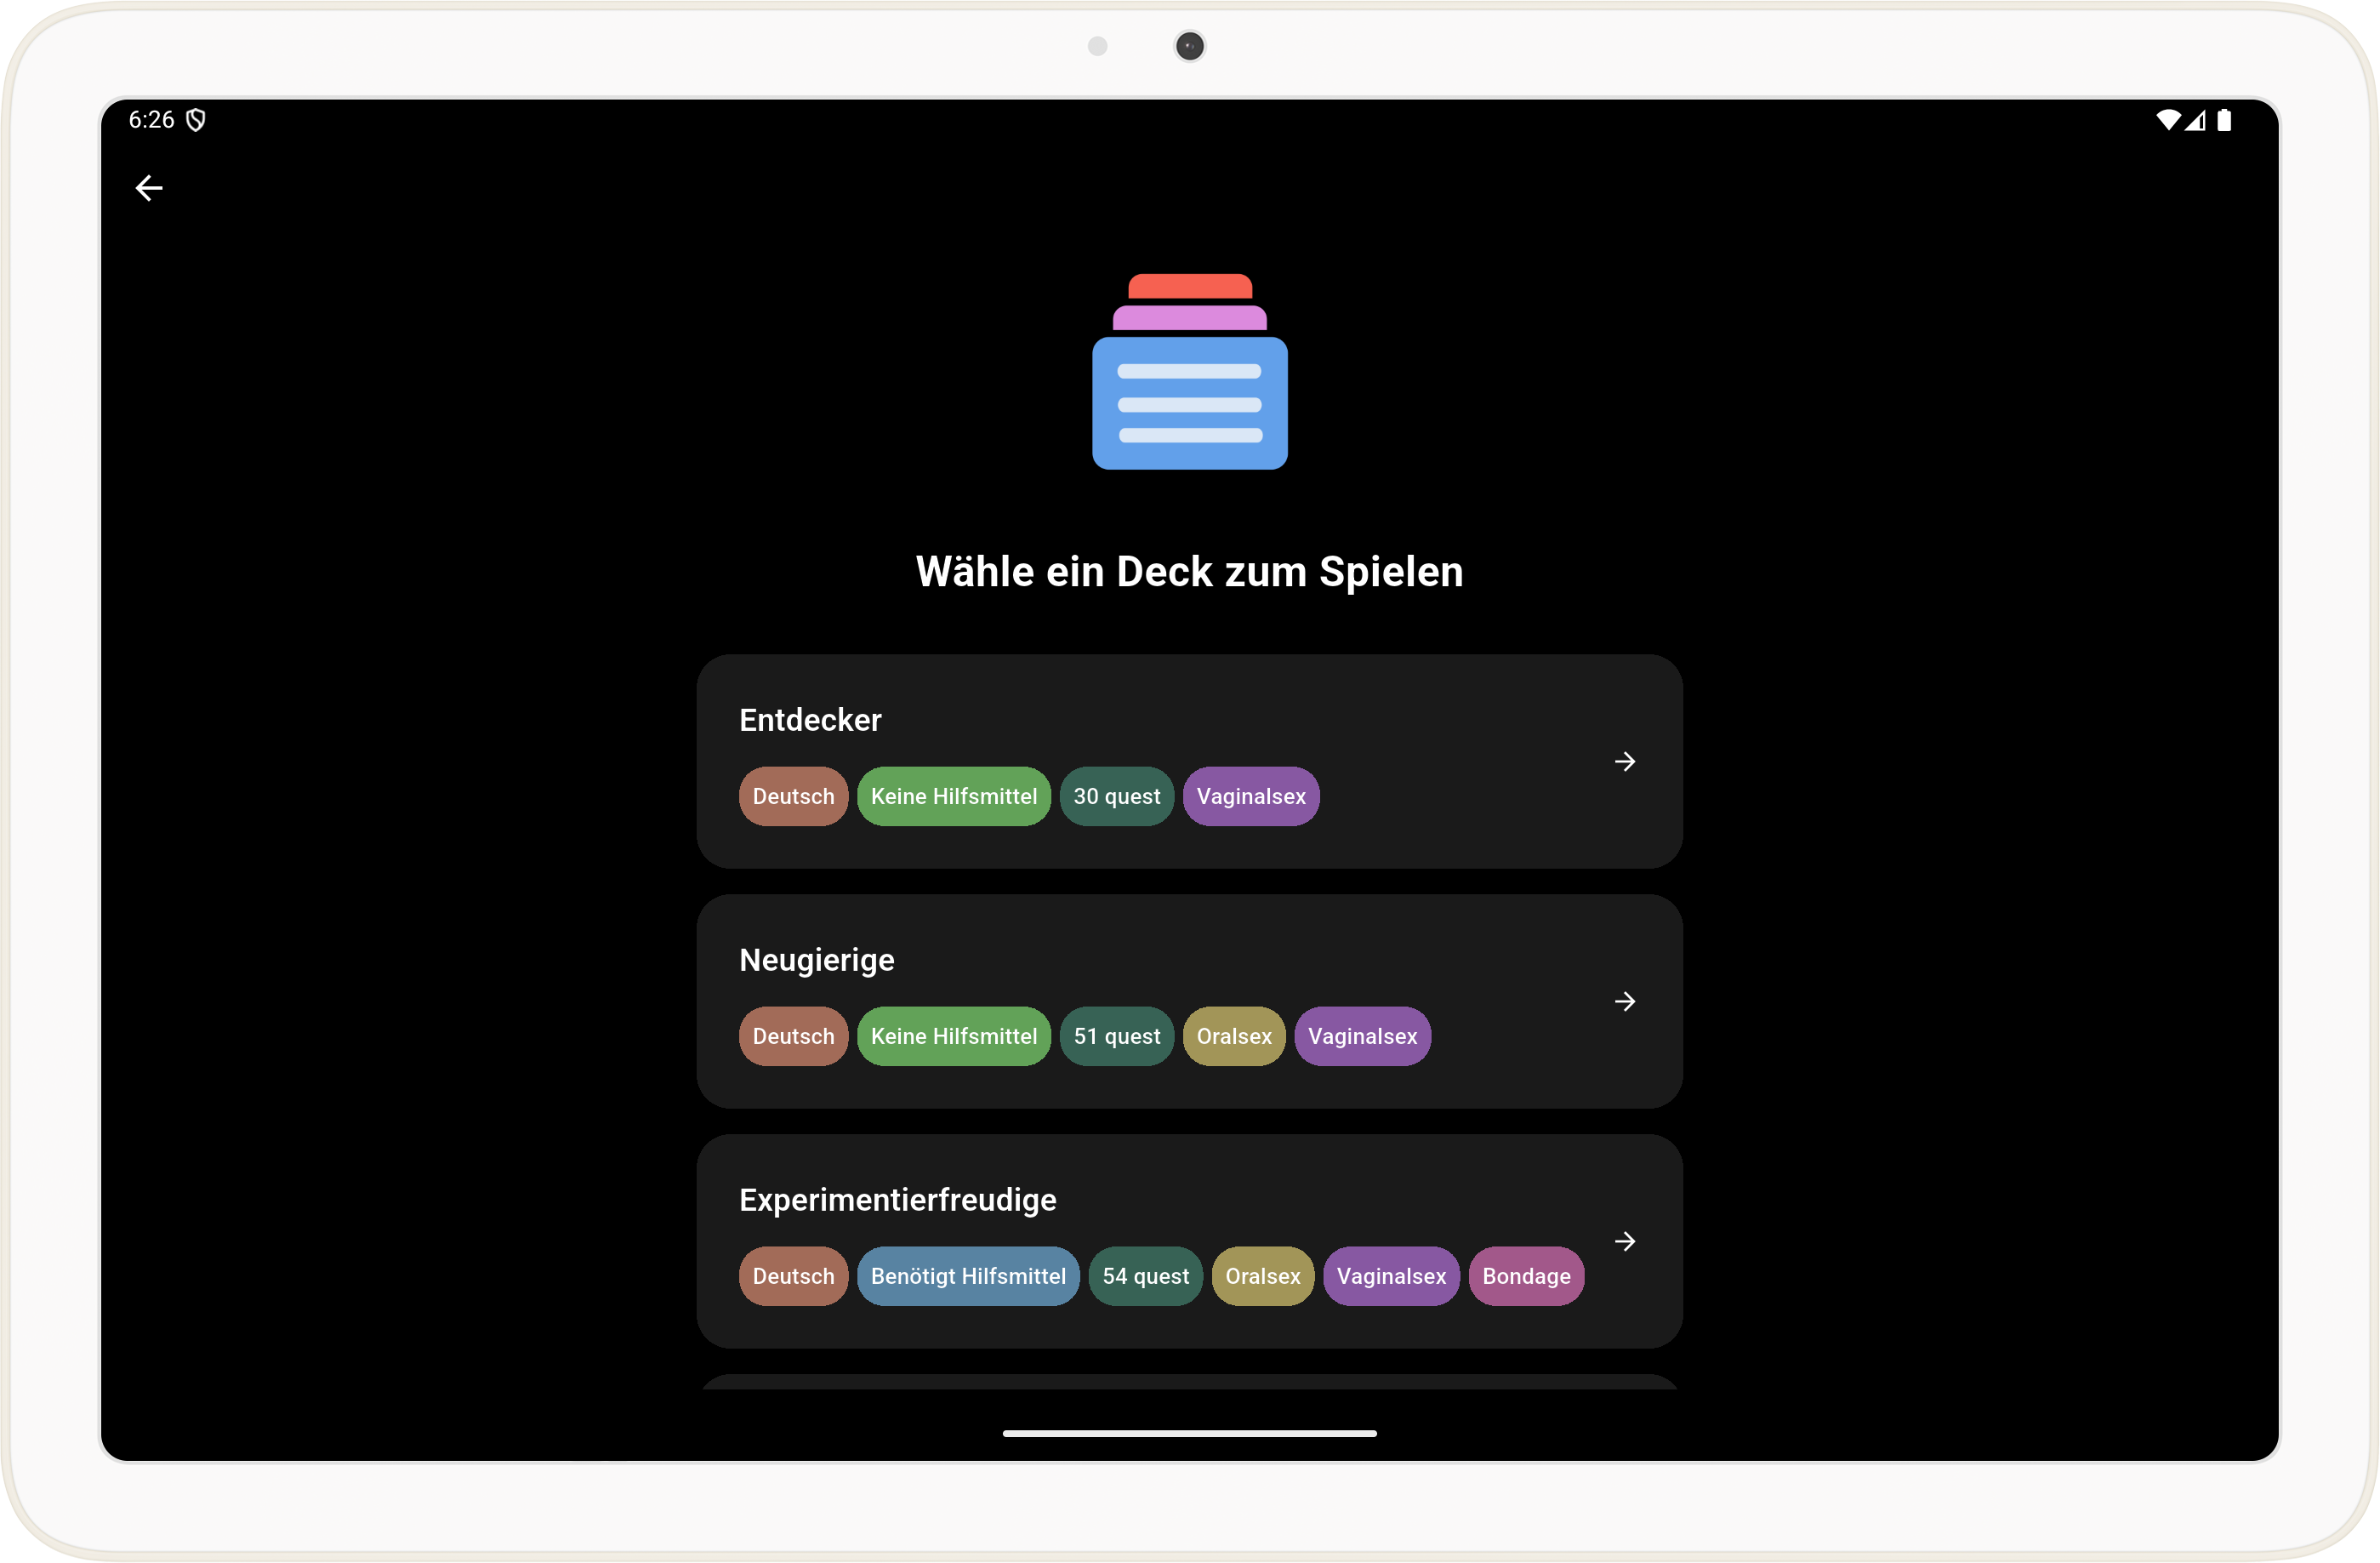 6:26
Wähle ein Deck zum Spielen
Entdecker
Deutsch Keine Hilfsmittel 30 quest Vaginalsex
Neugierige
Deutsch Keine Hilfsmittel 51 quest Oralsex Vaginalsex
Experimentierfreudige
Deutsch Benötigt Hilfsmittel 54 quest Oralsex Vaginalsex Bondage